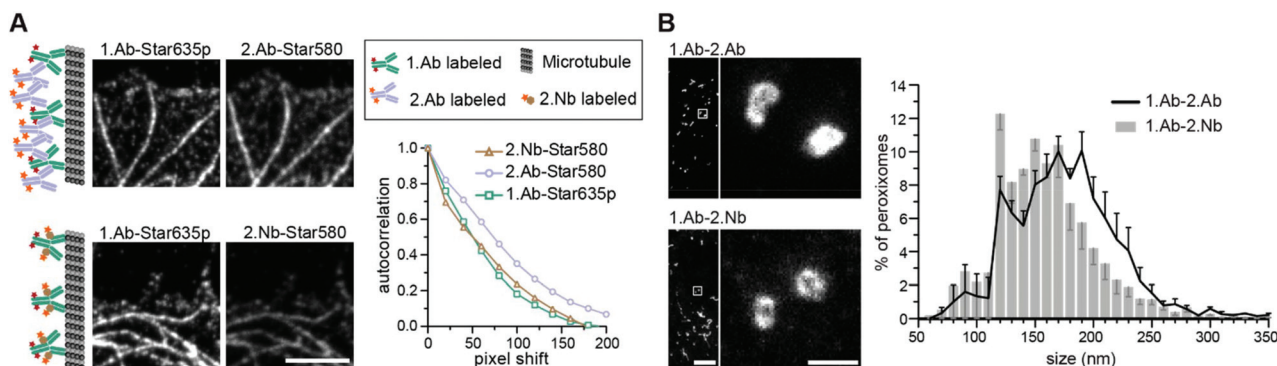 A
1.Ab-Star635p
2.Ab-Star580
1.Ab labeled
Microtubule
2.Ab labeled
2.Nb labeled
1.Ab-Star635p
2.Nb-Star580
autocorrelation
1.0
0.8
0.6
0.4
0.2
0.0
2.Nb-Star580
2.Ab-Star580
1.Ab-Star635p
0 50 100 150 200
pixel shift
B
1.Ab-2.Ab
1.Ab-2.Nb
% of peroxixomes
14
12
10
8
6
4
2
0
1.Ab-2.Ab
1.Ab-2.Nb
50 100 150 200 250 300 350
size (nm)